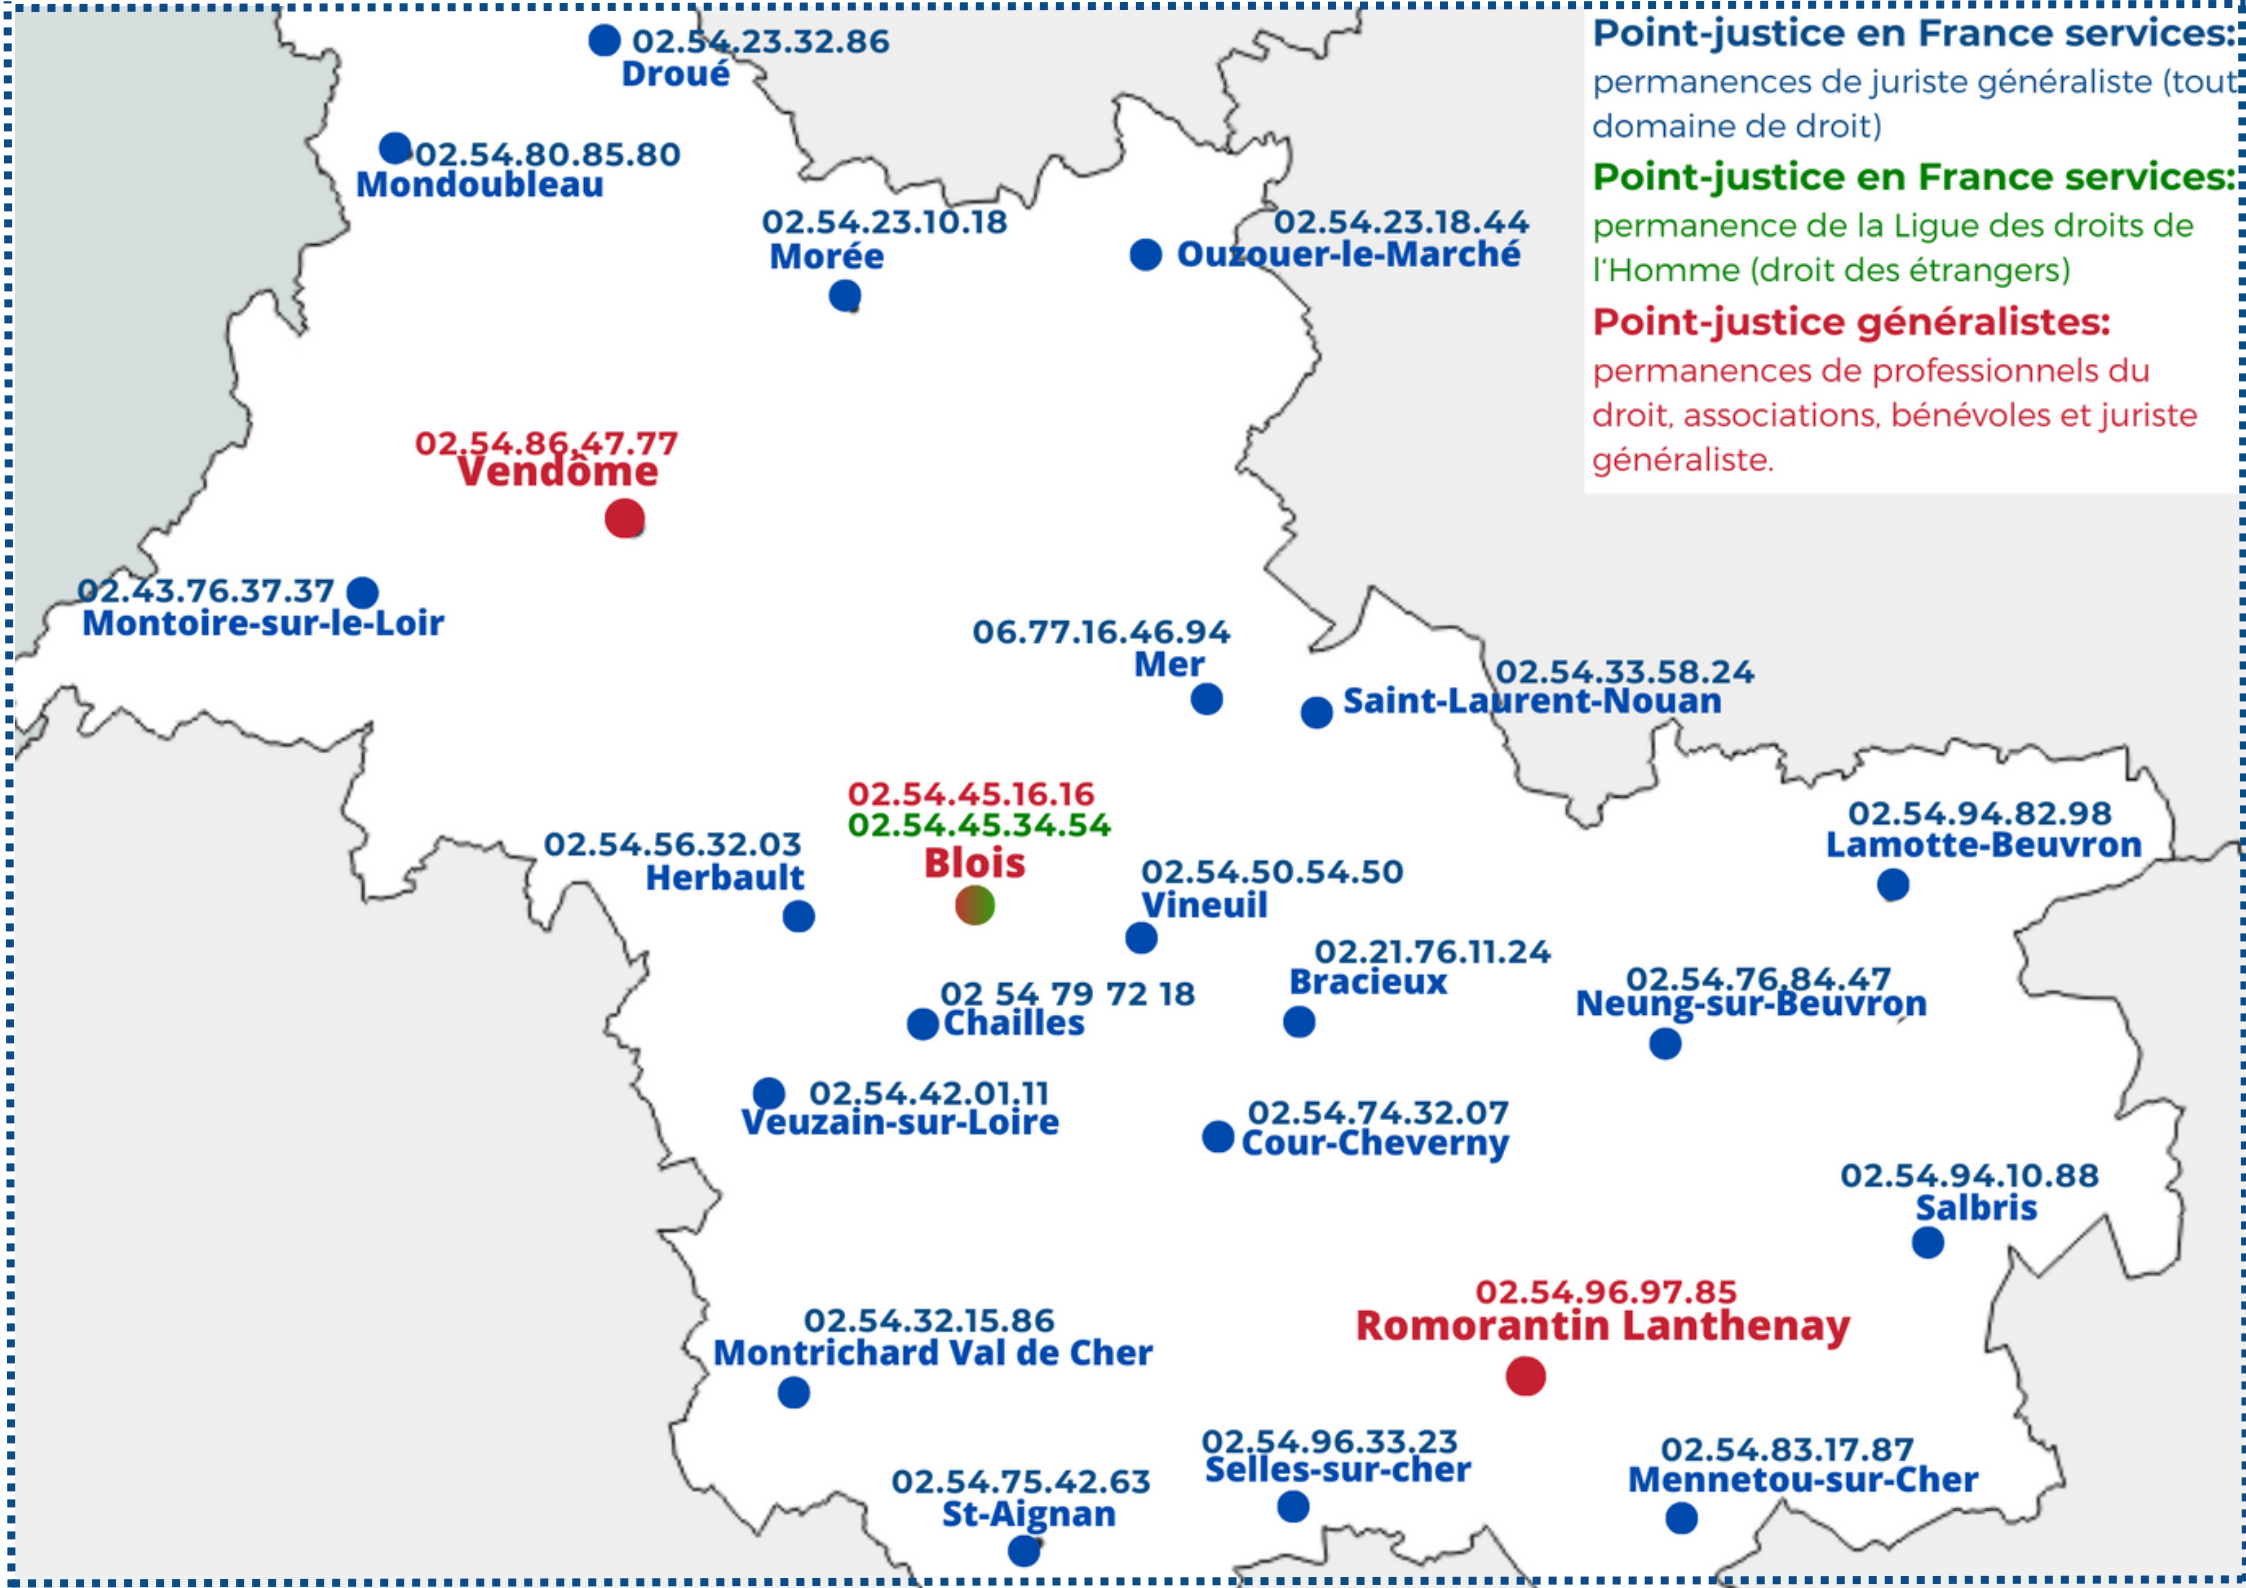 Point-justice en France services:
permanences de juriste généraliste (tout
domaine de droit)
Point-justice en France services:
permanence de la Ligue des droits de
l'Homme (droit des étrangers)
Point-justice généralistes:
permanences de professionnels du
droit, associations, bénévoles et juriste
généraliste.
02.54.23.32.86
Droué
02.54.80.85.80
Mondoubleau
02.54.23.10.18
Morée
02.54.23.18.44
Ouzouer-le-Marché
02.54.86.47.77
Vendôme
02.43.76.37.37
Montoire-sur-le-Loir
06.77.16.46.94
Mer
02.54.33.58.24
Saint-Laurent-Nouan
02.54.45.16.16
02.54.45.34.54
Blois
02.54.56.32.03
Herbault
02.54.50.54.50
Vineuil
02.54.94.82.98
Lamotte-Beuvron
02.21.76.11.24
Bracieux
02.54.76.84.47
Neung-sur-Beuvron
02 54 79 72 18
Chailles
02.54.42.01.11
Veuzain-sur-Loire
02.54.74.32.07
Cour-Cheverny
02.54.94.10.88
Salbris
02.54.96.97.85
Romorantin Lanthenay
02.54.32.15.86
Montrichard Val de Cher
02.54.96.33.23
Selles-sur-cher
02.54.83.17.87
Mennetou-sur-Cher
02.54.75.42.63
St-Aignan